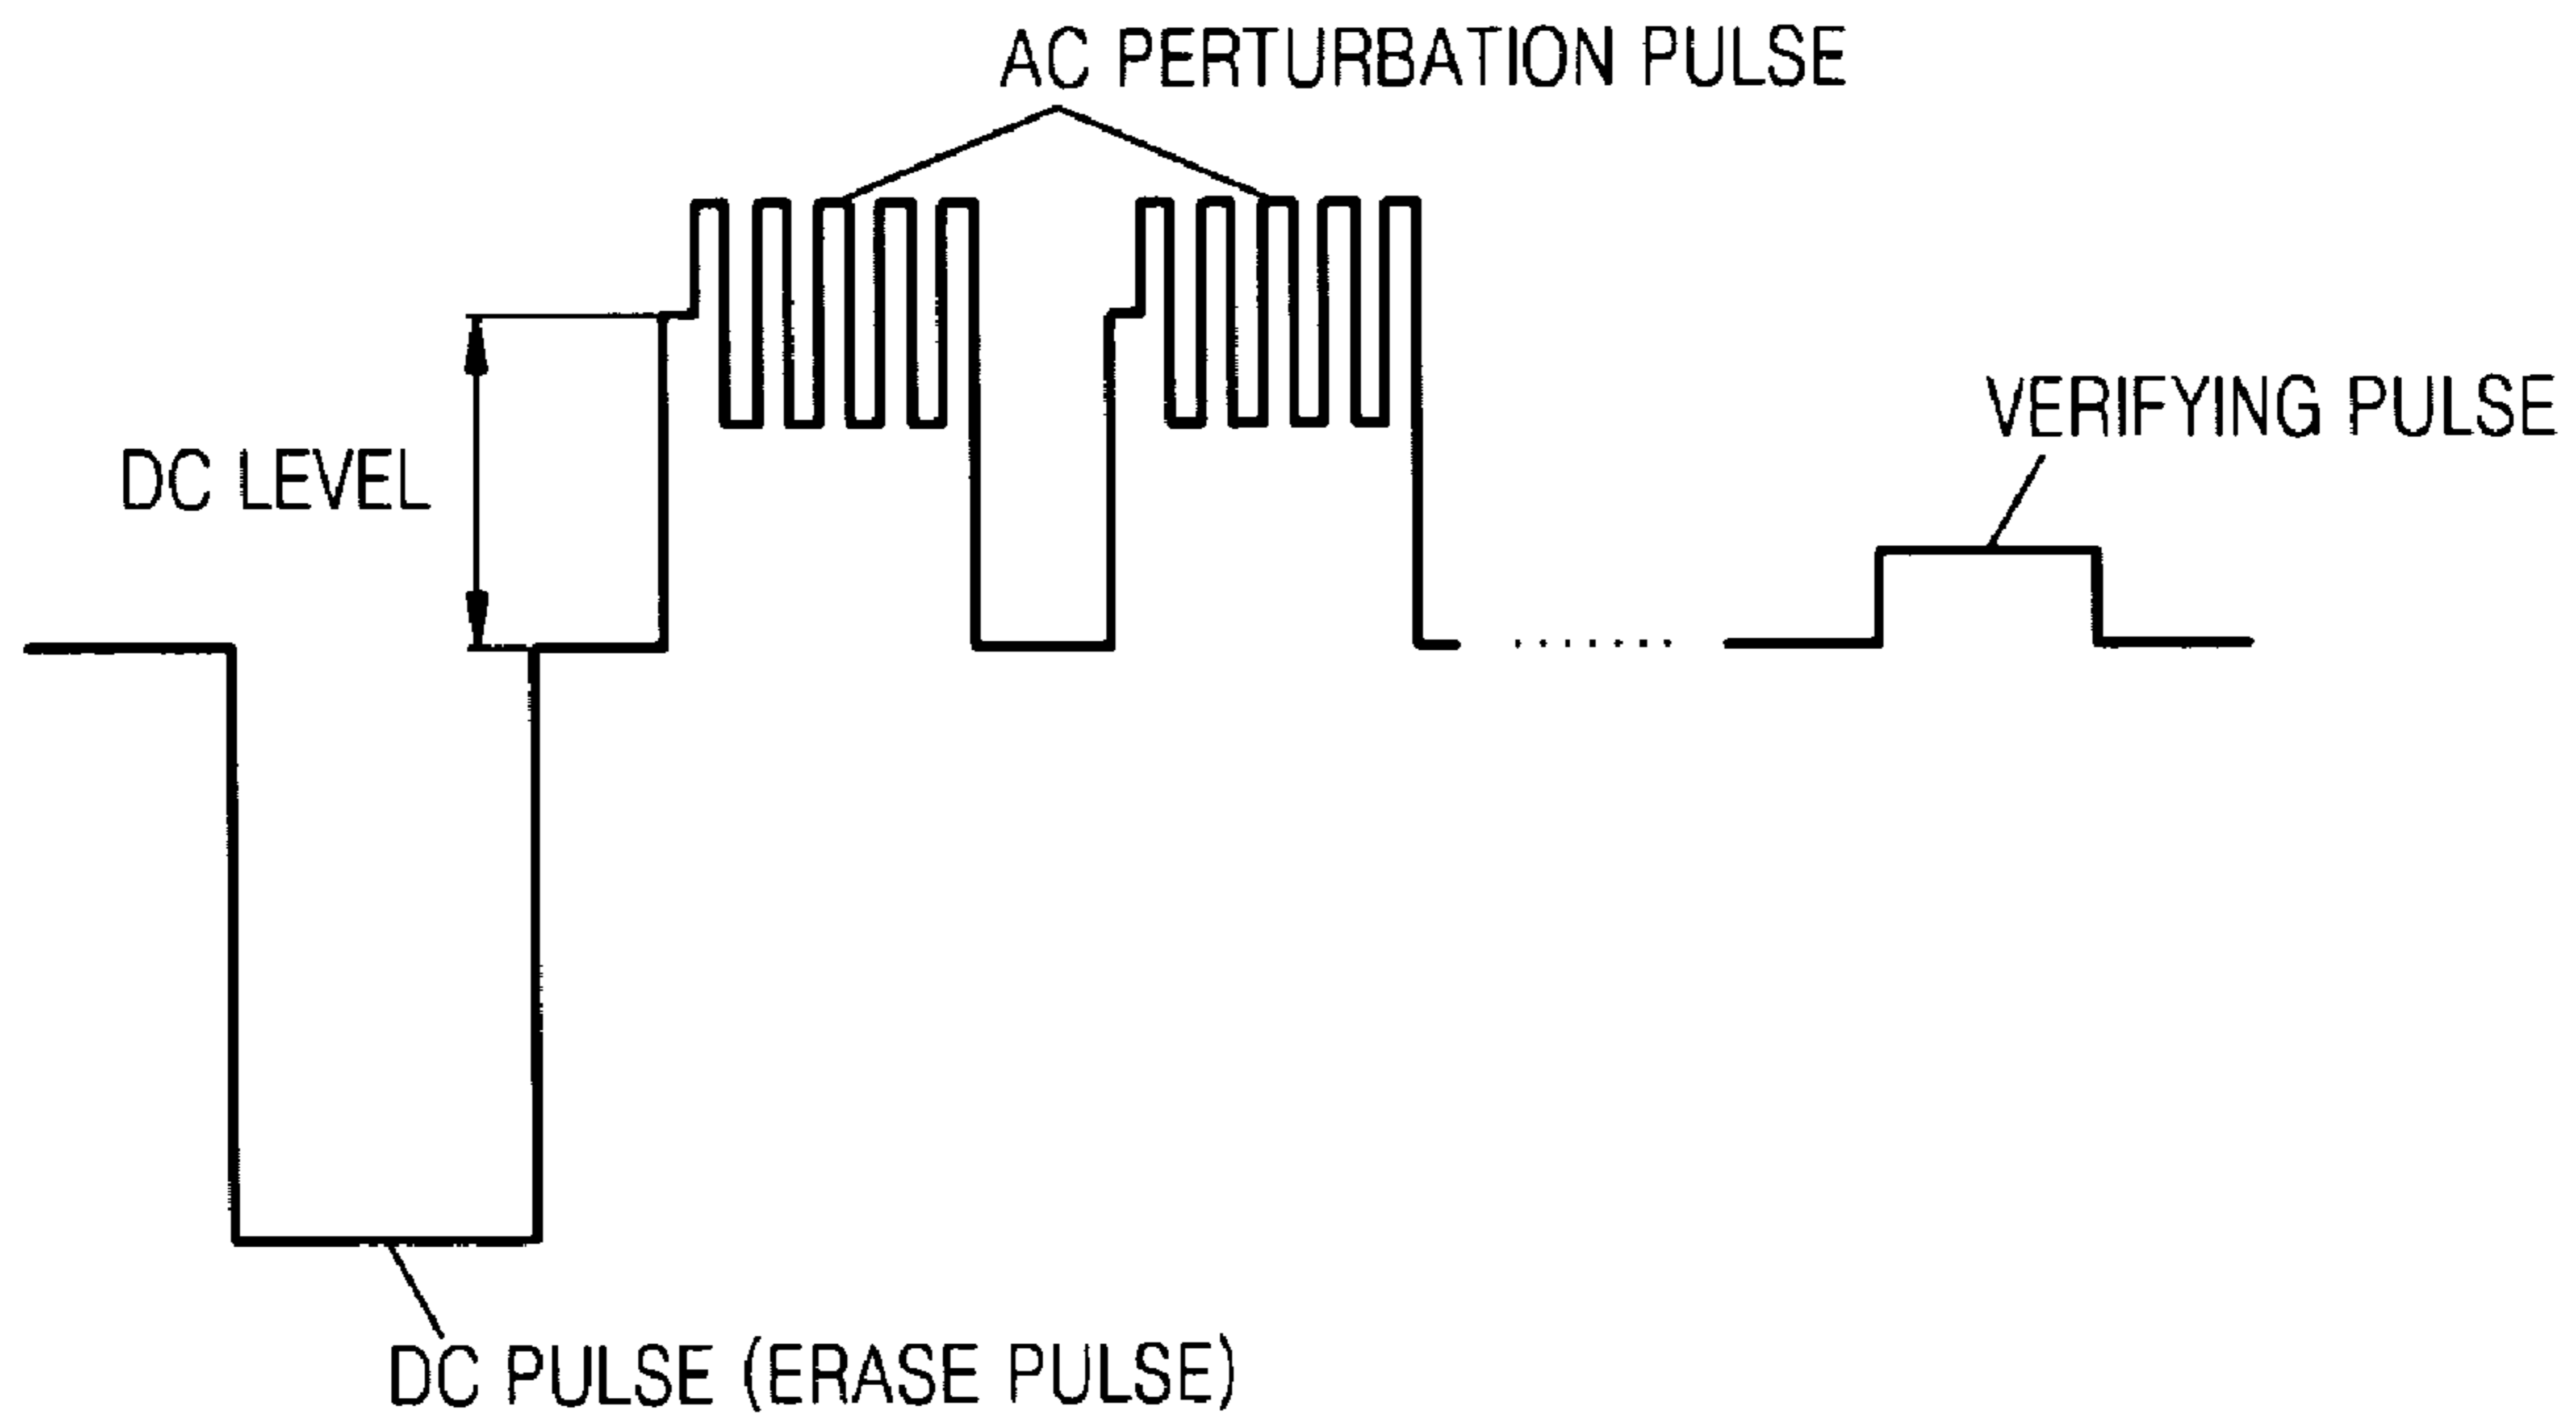 AC PERTURBATION PULSE
VERIFYING PULSE
DC LEVEL
DC PULSE (ERASE PULSE)